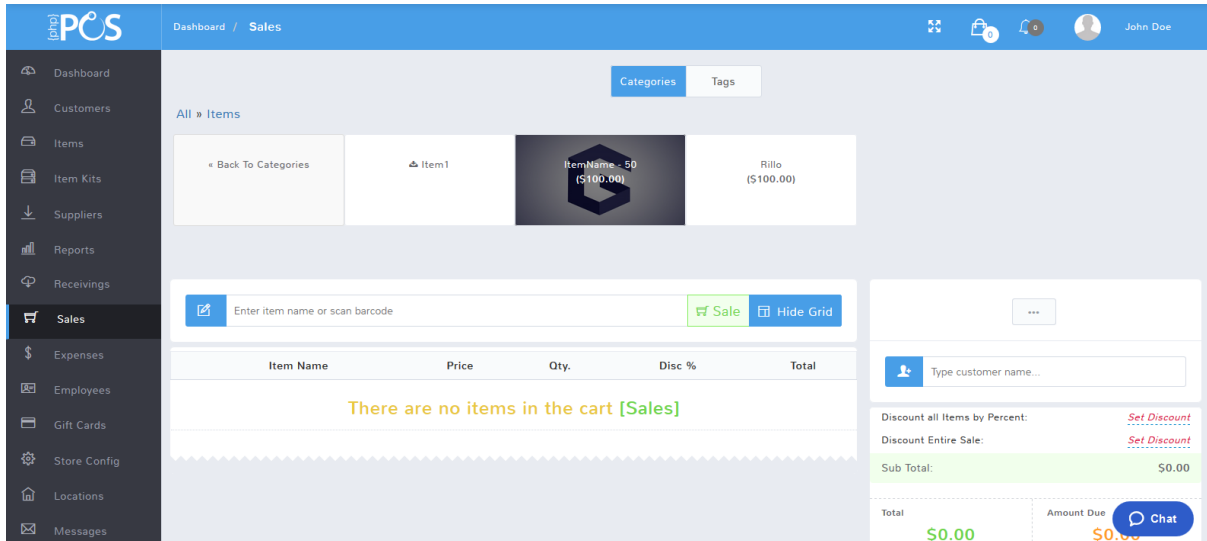 {php}POS
Dashboard / Sales
0
0
John Doe
Dashboard
Customers
Items
Item Kits
Suppliers
Reports
Receivings
Sales
Expenses
Employees
Gift Cards
Store Config
Locations
Messages
Categories
Tags
All » Items
« Back To Categories
Item1
ItemName - 50
($100.00)
Rillo
($100.00)
Enter item name or scan barcode
Sale
Hide Grid
Item Name Price Qty. Disc % Total
There are no items in the cart [Sales]
Type customer name...
Discount all Items by Percent: Set Discount
Discount Entire Sale: Set Discount
Sub Total: $0.00
Total
$0.00
Amount Due
$0.00
Chat